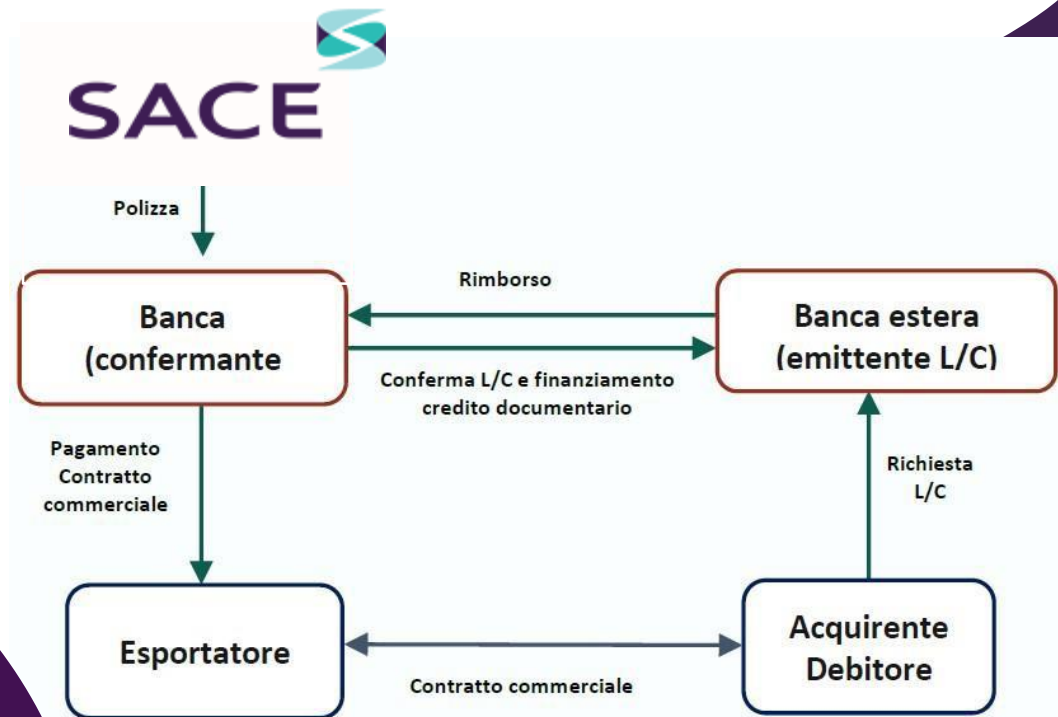 SACE
Polizza
Rimborso
Banca
(confermante
Banca estera
(emittente L/C)
Conferma L/C e finanziamento
credito documentario
Pagamento
Contratto
commerciale
Richiesta
L/C
Esportatore
Acquirente
Debitore
Contratto commerciale